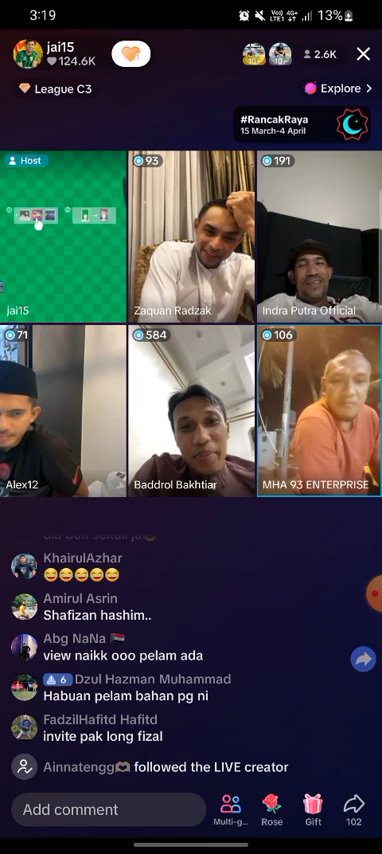 3:19
Vo))
LTE1
4G+
13%
jai15
124.6K
2.6K
League C3
Explore
#RancakRaya
15 March-4 April
Host
93
191
jai15
Zaquan Radzak
Indra Putra Official
71
584
106
Alex12
Baddrol Bakhtiar
MHA 93 ENTERPRISE
KhairulAzhar
😂😂😂😂😂
Amirul Asrin
Shafizan hashim..
Abg NaNa 🇸🇩
view naikk ooo pelam ada
6 Dzul Hazman Muhammad
Habuan pelam bahan pg ni
FadzilHafitd Hafitd
invite pak long fizal
Ainnatengg🫶 followed the LIVE creator
Add comment
Multi-g...
Rose
Gift
102